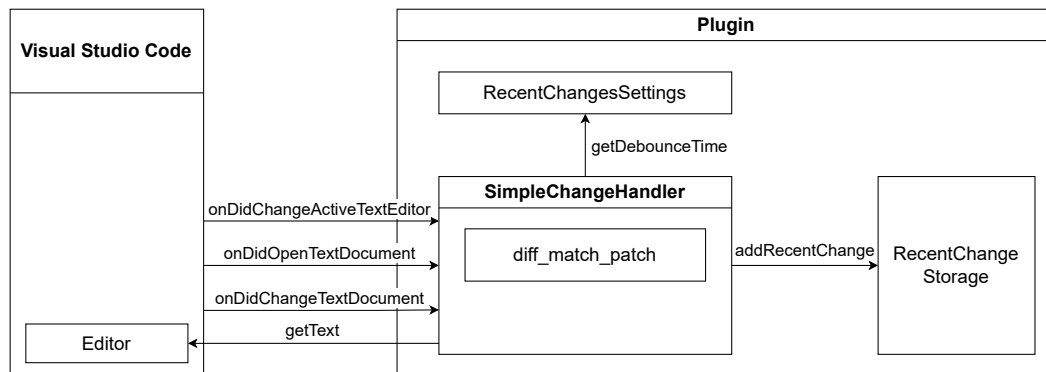 Visual Studio Code
Plugin
RecentChangesSettings
getDebounceTime
SimpleChangeHandler
onDidChangeActiveTextEditor
diff_match_patch
onDidOpenTextDocument
addRecentChange
RecentChange
Storage
onDidChangeTextDocument
getText
Editor